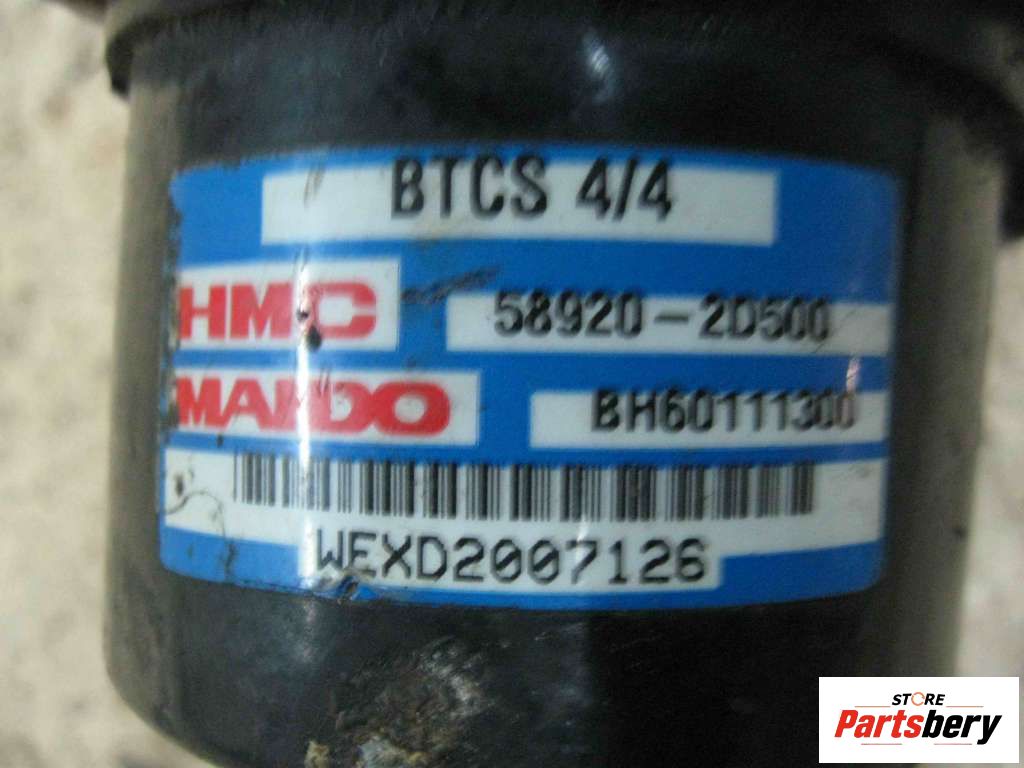 BTCS 4/4
HMC 58920-2D500
MANDO BH60111300
WEXD2007126
STORE
Partsbery